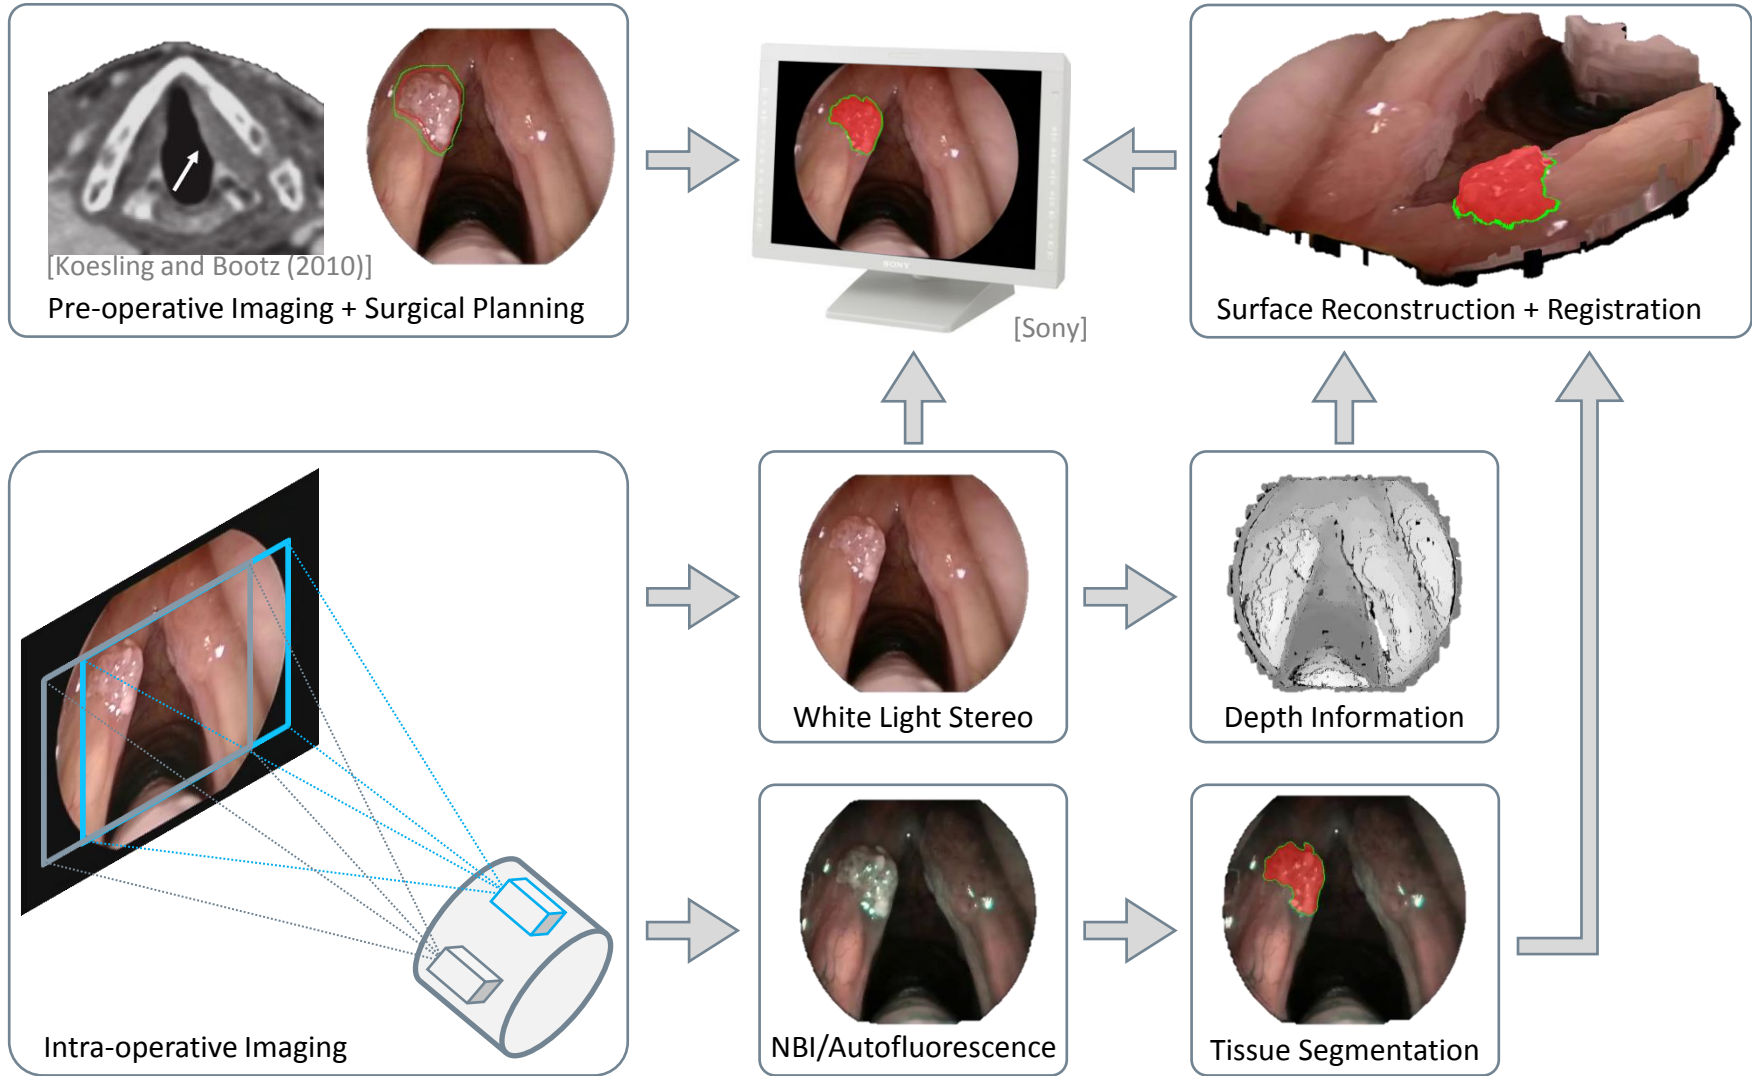 [Koesling and Bootz (2010)]
Pre-operative Imaging + Surgical Planning
SONY
[Sony]
Surface Reconstruction + Registration
White Light Stereo
Depth Information
Intra-operative Imaging
NBI/Autofluorescence
Tissue Segmentation